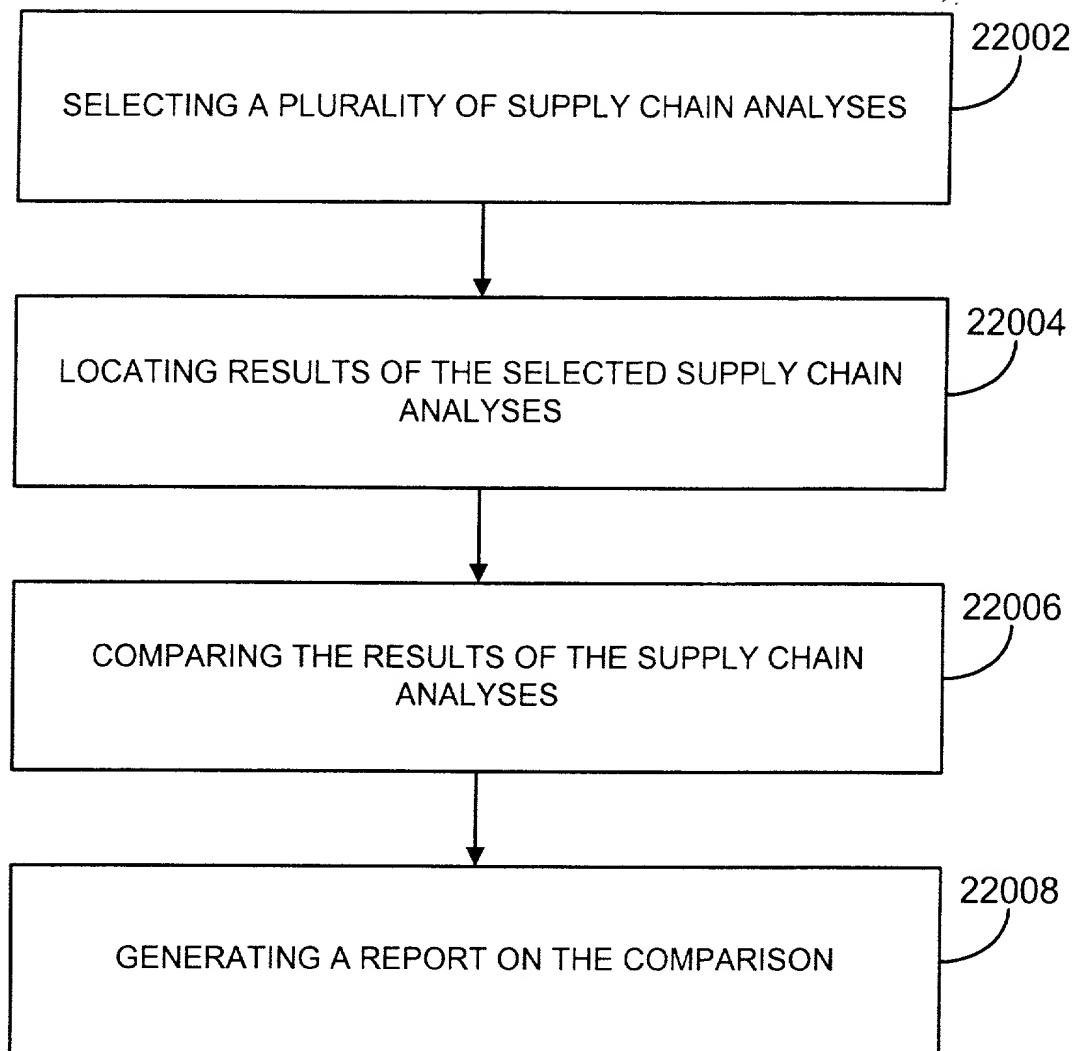 22002
SELECTING A PLURALITY OF SUPPLY CHAIN ANALYSES
22004
LOCATING RESULTS OF THE SELECTED SUPPLY CHAIN
ANALYSES
22006
COMPARING THE RESULTS OF THE SUPPLY CHAIN
ANALYSES
22008
GENERATING A REPORT ON THE COMPARISON